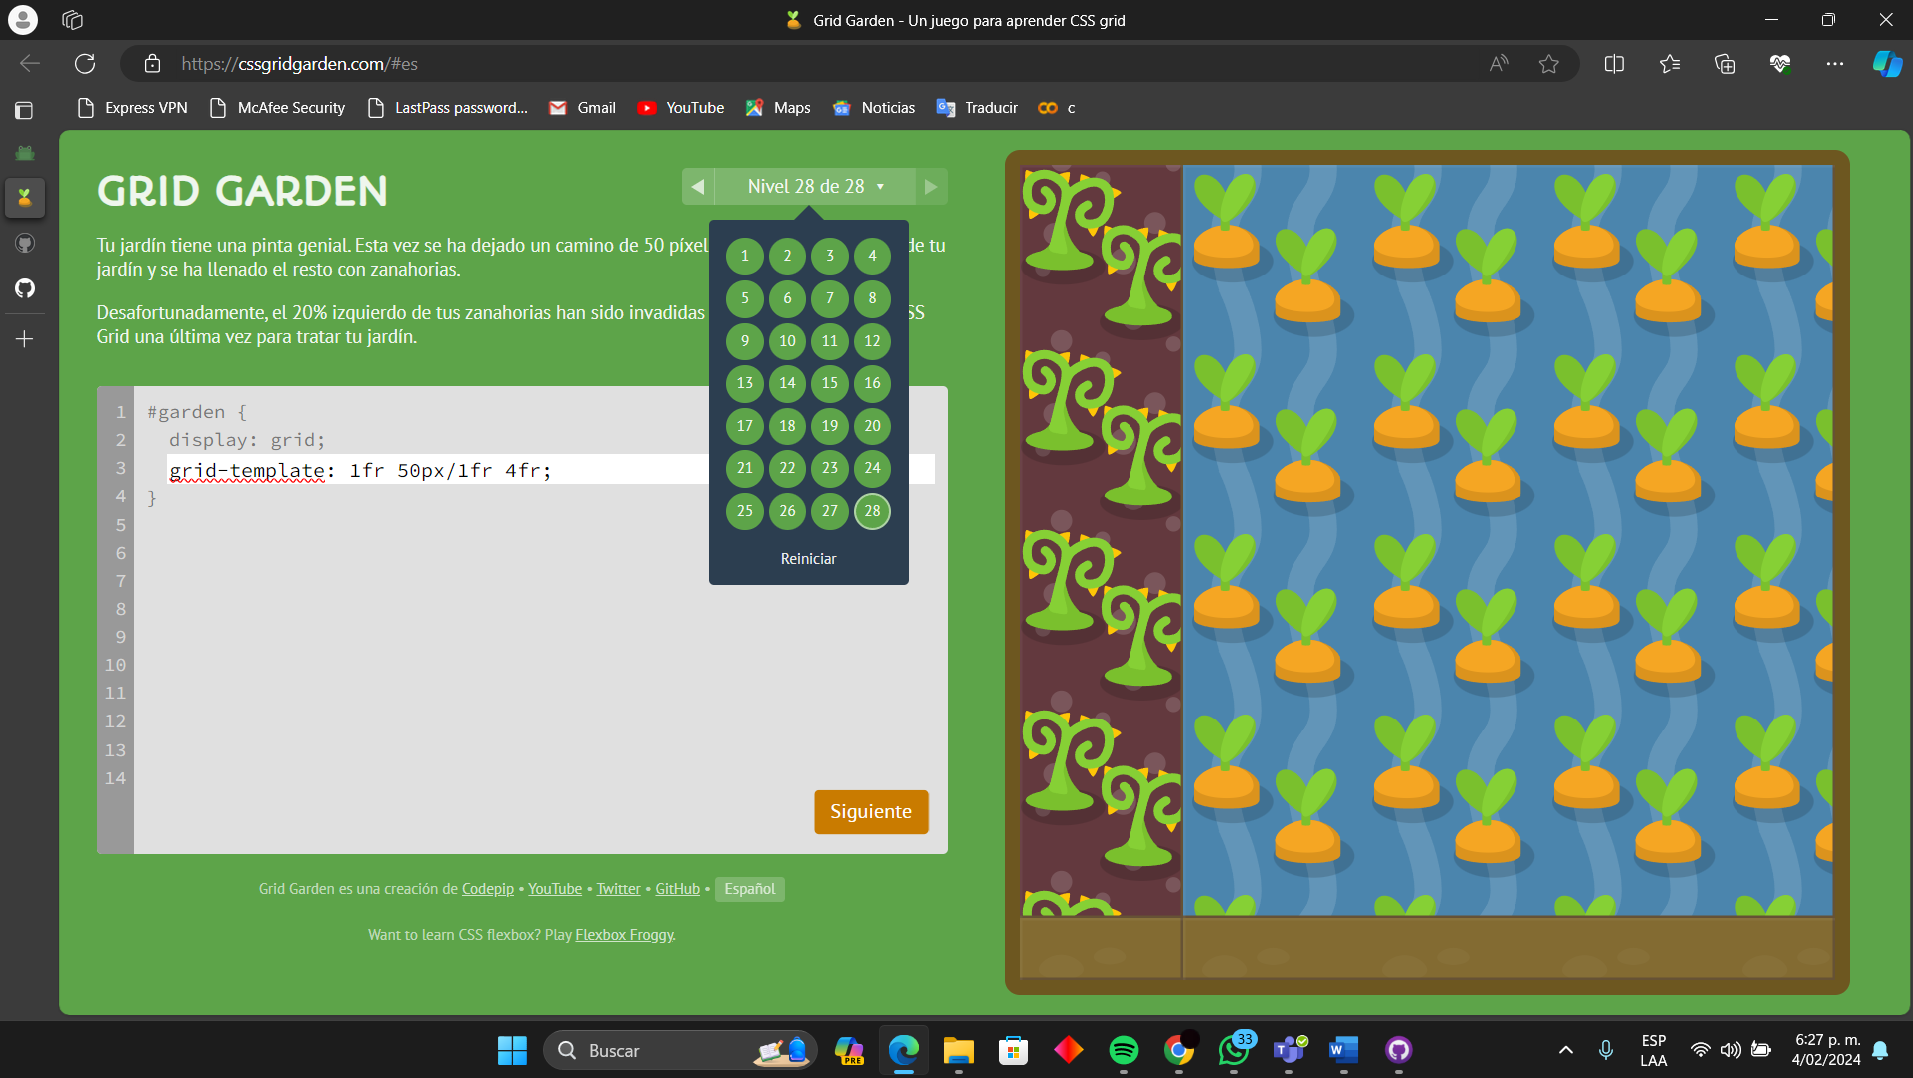 Grid Garden - Un juego para aprender CSS grid
https://cssgridgarden.com/#es
Express VPN
McAfee Security
LastPass password...
Gmail
YouTube
Maps
Noticias
Traducir
c
GRID GARDEN
Nivel 28 de 28
Tu jardín tiene una pinta genial. Esta vez se ha dejado un camino de 50 píxel de tu
jardín y se ha llenado el resto con zanahorias.
Desafortunadamente, el 20% izquierdo de tus zanahorias han sido invadidas SS
Grid una última vez para tratar tu jardín.
1 2 3 4
5 6 7 8
9 10 11 12
13 14 15 16
17 18 19 20
21 22 23 24
25 26 27 28
Reiniciar
1 #garden {
2 display: grid;
3 grid-template: 1fr 50px/1fr 4fr;
4 }
5
6
7
8
9
10
11
12
13
14
Siguiente
Grid Garden es una creación de Codepip • YouTube • Twitter • GitHub • Español
Want to learn CSS flexbox? Play Flexbox Froggy.
Buscar
PRE
33
ESP
LAA
6:27 p. m.
4/02/2024